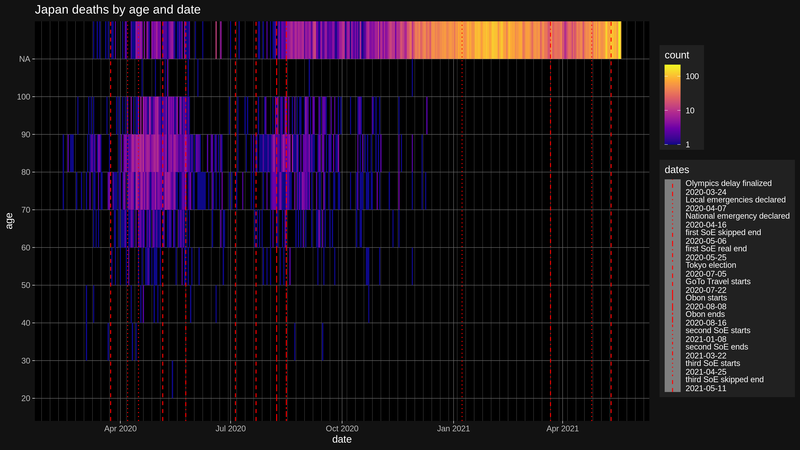 Japan deaths by age and date
age
NA
100
90
80
70
60
50
40
30
20
Apr 2020
Jul 2020
Oct 2020
Jan 2021
Apr 2021
date
count
100
10
1
dates
Olympics delay finalized
2020-03-24
Local emergencies declared
2020-04-07
National emergency declared
2020-04-16
first SoE skipped end
2020-05-06
first SoE real end
2020-05-25
Tokyo election
2020-07-05
GoTo Travel starts
2020-07-22
Obon starts
2020-08-08
Obon ends
2020-08-16
second SoE starts
2021-01-08
second SoE ends
2021-03-22
third SoE starts
2021-04-25
third SoE skipped end
2021-05-11